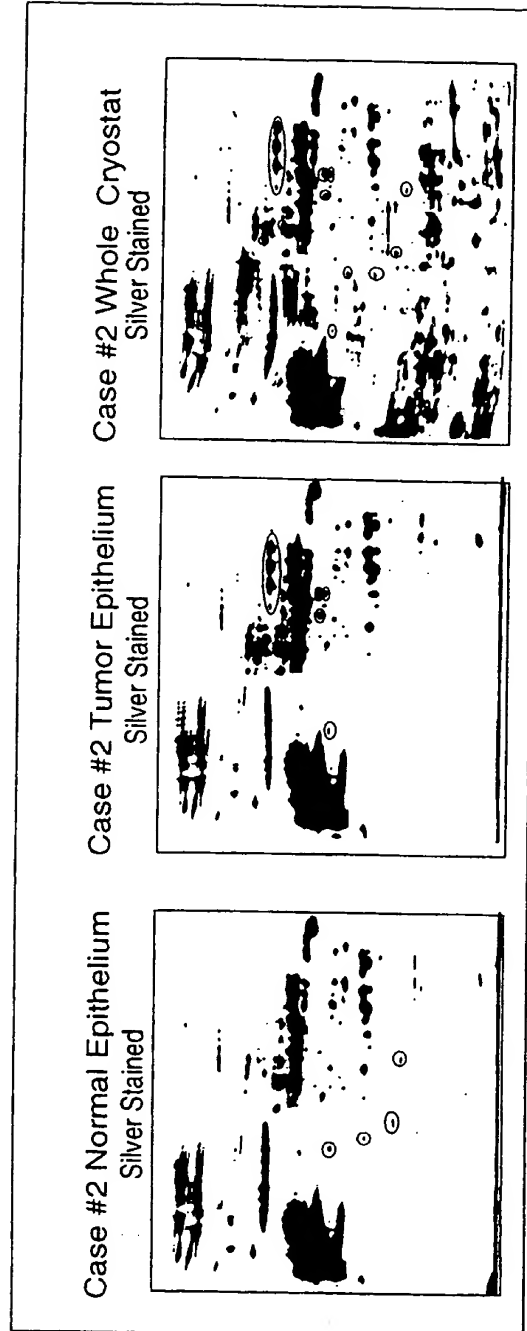 Case #2 Normal Epithelium
Silver Stained
Case #2 Tumor Epithelium
Silver Stained
Case #2 Whole Cryostat
Silver Stained